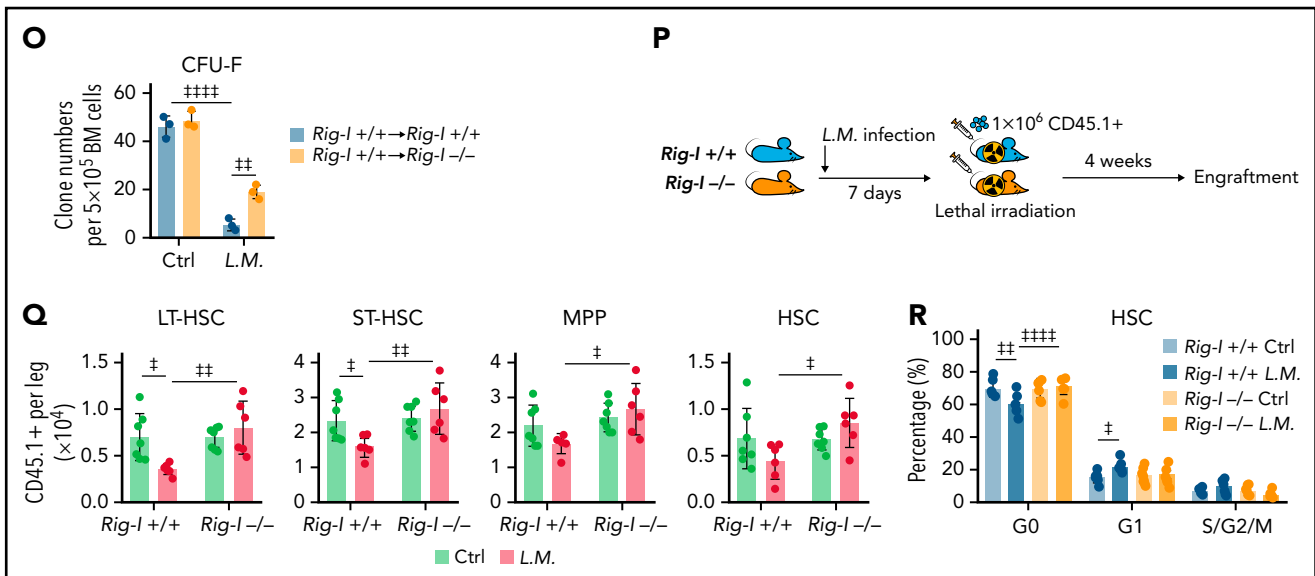 O
CFU-F
Clone numbers
per 5×10⁵ BM cells
60
40
20
0
‡‡‡‡
‡‡
Ctrl
L.M.
Rig-I +/+→Rig-I +/+
Rig-I +/+→Rig-I −/−
P
Rig-I +/+
Rig-I −/−
L.M. infection
7 days
1×10⁶ CD45.1+
Lethal irradiation
4 weeks
Engraftment
Q
CD45.1+ per leg
(×10⁴)
LT-HSC
1.5
1.0
0.5
0.0
‡
‡‡
Rig-I +/+
Rig-I −/−
ST-HSC
4
3
2
1
0
‡
‡‡
Rig-I +/+
Rig-I −/−
MPP
4
3
2
1
0
‡
Rig-I +/+
Rig-I −/−
HSC
1.5
1.0
0.5
0.0
‡
Rig-I +/+
Rig-I −/−
Ctrl
L.M.
R
HSC
Percentage (%)
100
80
60
40
20
0
‡‡
‡‡‡‡
‡
G0
G1
S/G2/M
Rig-I +/+ Ctrl
Rig-I +/+ L.M.
Rig-I −/− Ctrl
Rig-I −/− L.M.